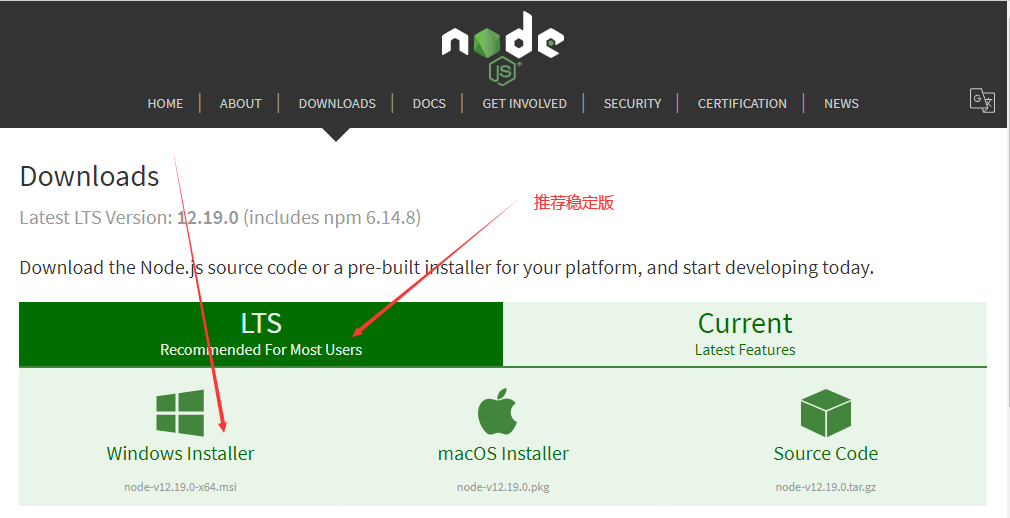 node
JS
HOME ABOUT DOWNLOADS DOCS GET INVOLVED SECURITY CERTIFICATION NEWS
Downloads
推荐稳定版
Latest LTS Version: 12.19.0 (includes npm 6.14.8)
Download the Node.js source code or a pre-built installer for your platform, and start developing today.
LTS
Recommended For Most Users
Current
Latest Features
Windows Installer
node-v12.19.0-x64.msi
macOS Installer
node-v12.19.0.pkg
Source Code
node-v12.19.0.tar.gz